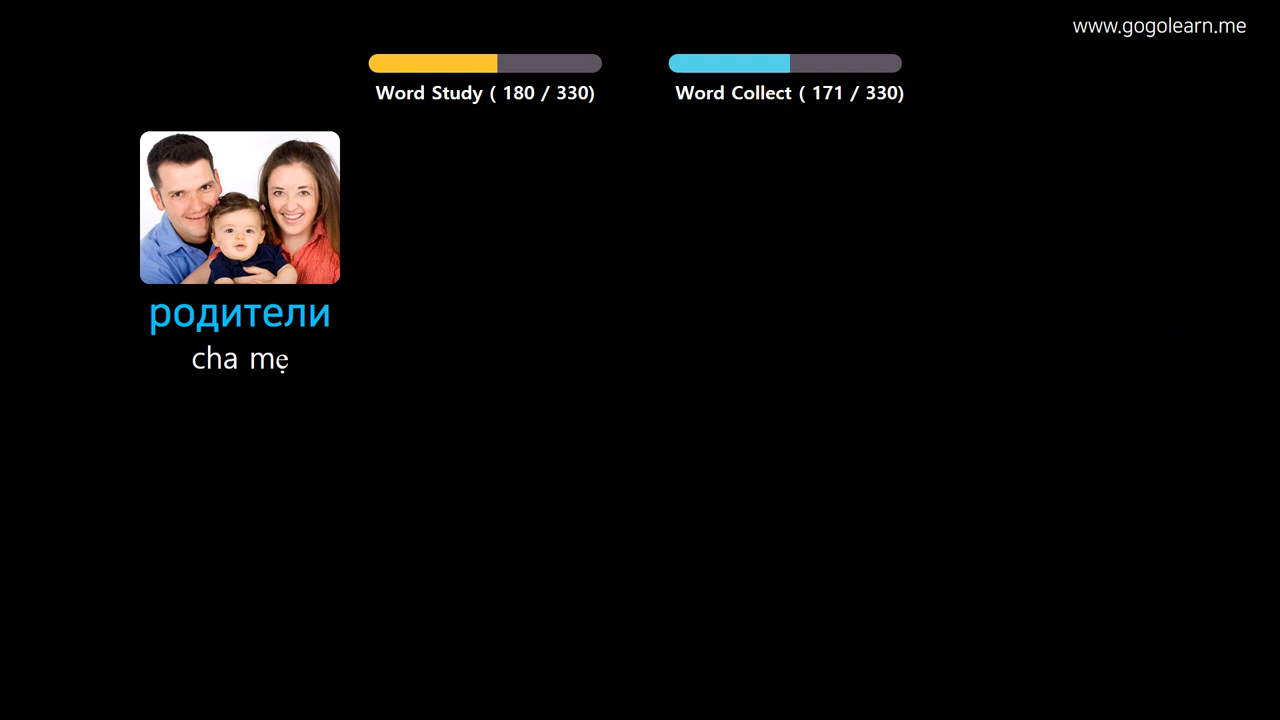 www.gogolearn.me
Word Study ( 180 / 330)
Word Collect ( 171 / 330)
родители
cha mẹ